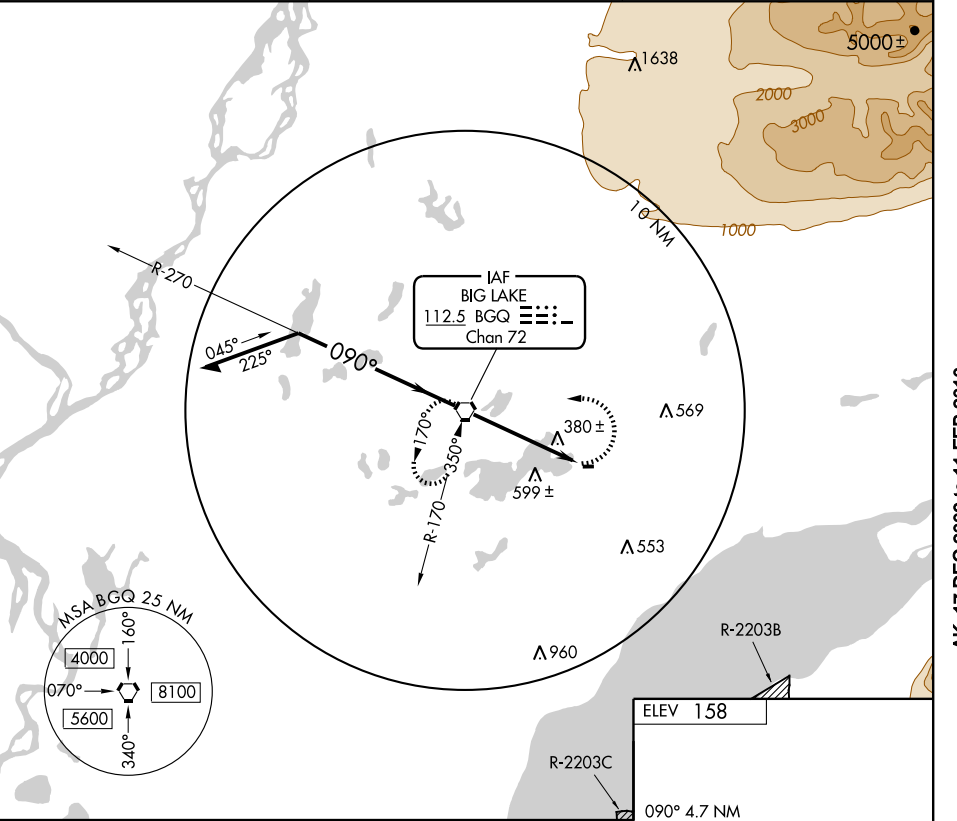 5000 ±
1638
2000
3000
1000
10 NM
R-270
IAF
BIG LAKE
112.5 BGQ
Chan 72
045°
225°
090°
569
380 ±
170°
350°
599 ±
R-170
553
MSA BGQ 25 NM
160°
4000
070°
8100
5600
340°
960
R-2203B
ELEV 158
R-2203C
090° 4.7 NM